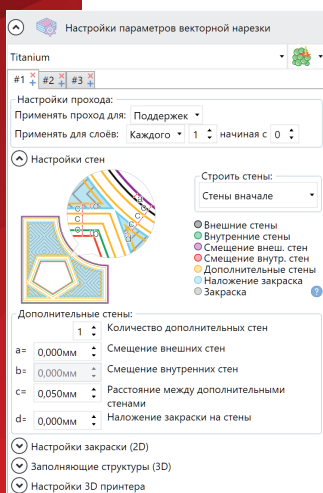 Настройки параметров векторной нарезки
Titanium
#1 #2 #3
Настройки прохода:
Применять проход для: Поддержек
Применять для слоёв: Каждого 1 начиная с 0
Настройки стен
Строить стены:
Стены вначале
Внешние стены
Внутренние стены
Смещение внеш. стен
Смещение внутр. стен
Дополнительные стены
Наложение закраска
Закраска
Дополнительные стены:
1 Количество дополнительных стен
a= 0,000мм Смещение внешних стен
b= 0,000мм Смещение внутренних стен
c= 0,050мм Расстояние между дополнительными
стенами
d= 0,000мм Наложение закраски на стены
Настройки закраски (2D)
Заполняющие структуры (3D)
Настройки 3D принтера